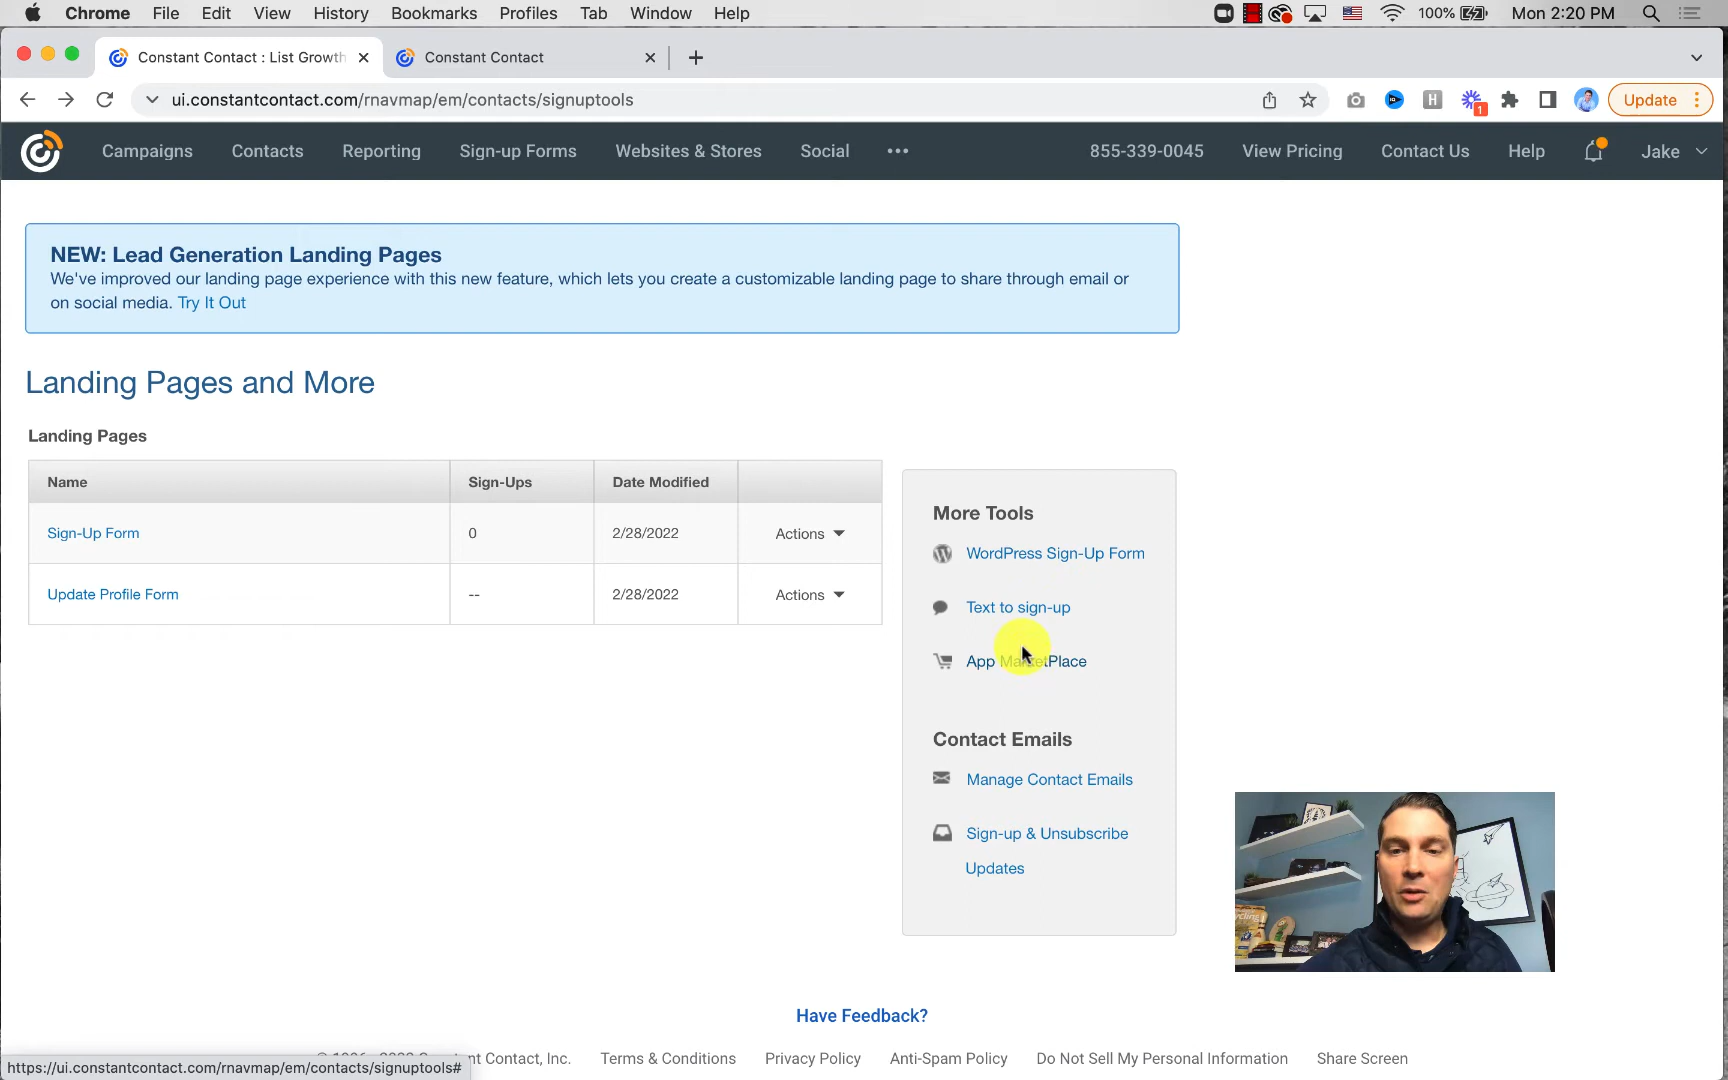 Chrome File Edit View History Bookmarks Profiles Tab Window Help 100% Mon 2:20 PM
Constant Contact : List Growth Constant Contact
ui.constantcontact.com/rnavmap/em/contacts/signuptools H 1 Update
Campaigns Contacts Reporting Sign-up Forms Websites & Stores Social 855-339-0045 View Pricing Contact Us Help Jake
NEW: Lead Generation Landing Pages
We've improved our landing page experience with this new feature, which lets you create a customizable landing page to share through email or
on social media. Try It Out
Landing Pages and More
Landing Pages
Name Sign-Ups Date Modified
Sign-Up Form 0 2/28/2022 Actions
Update Profile Form -- 2/28/2022 Actions
More Tools
WordPress Sign-Up Form
Text to sign-up
App MarketPlace
Contact Emails
Manage Contact Emails
Sign-up & Unsubscribe
Updates
Have Feedback?
Contact, Inc. Terms & Conditions Privacy Policy Anti-Spam Policy Do Not Sell My Personal Information Share Screen
https://ui.constantcontact.com/rnavmap/em/contacts/signuptools#